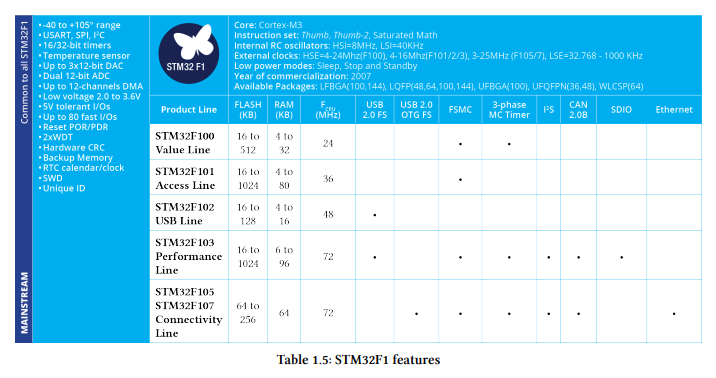 Common to all STM32F1
MAINSTREAM
• -40 to +105° range
• USART, SPI, I²C
• 16/32-bit timers
• Temperature sensor
• Up to 3x12-bit DAC
• Dual 12-bit ADC
• Up to 12-channels DMA
• Low voltage 2.0 to 3.6V
• 5V tolerant I/Os
• Up to 80 fast I/Os
• Reset POR/PDR
• 2xWDT
• Hardware CRC
• Backup Memory
• RTC calendar/clock
• SWD
• Unique ID
STM32 F1
Core: Cortex-M3
Instruction set: Thumb, Thumb-2, Saturated Math
Internal RC oscillators: HSI=8MHz, LSI=40KHz
External clocks: HSE=4-24Mhz(F100), 4-16Mhz(F101/2/3), 3-25MHz (F105/7), LSE=32.768 - 1000 KHz
Low power modes: Sleep, Stop and Standby
Year of commercialization: 2007
Available Packages: LFBGA(100,144), LQFP(48,64,100,144), UFBGA(100), UFQFPN(36,48), WLCSP(64)
Product Line FLASH (KB) RAM (KB) FCPU (MHz) USB 2.0 FS USB 2.0 OTG FS FSMC 3-phase MC Timer I²S CAN 2.0B SDIO Ethernet
STM32F100 Value Line 16 to 512 4 to 32 24 • •
STM32F101 Access Line 16 to 1024 4 to 80 36 •
STM32F102 USB Line 16 to 128 4 to 16 48 •
STM32F103 Performance Line 16 to 1024 6 to 96 72 • • • • • •
STM32F105 STM32F107 Connectivity Line 64 to 256 64 72 • • • • • •
Table 1.5: STM32F1 features